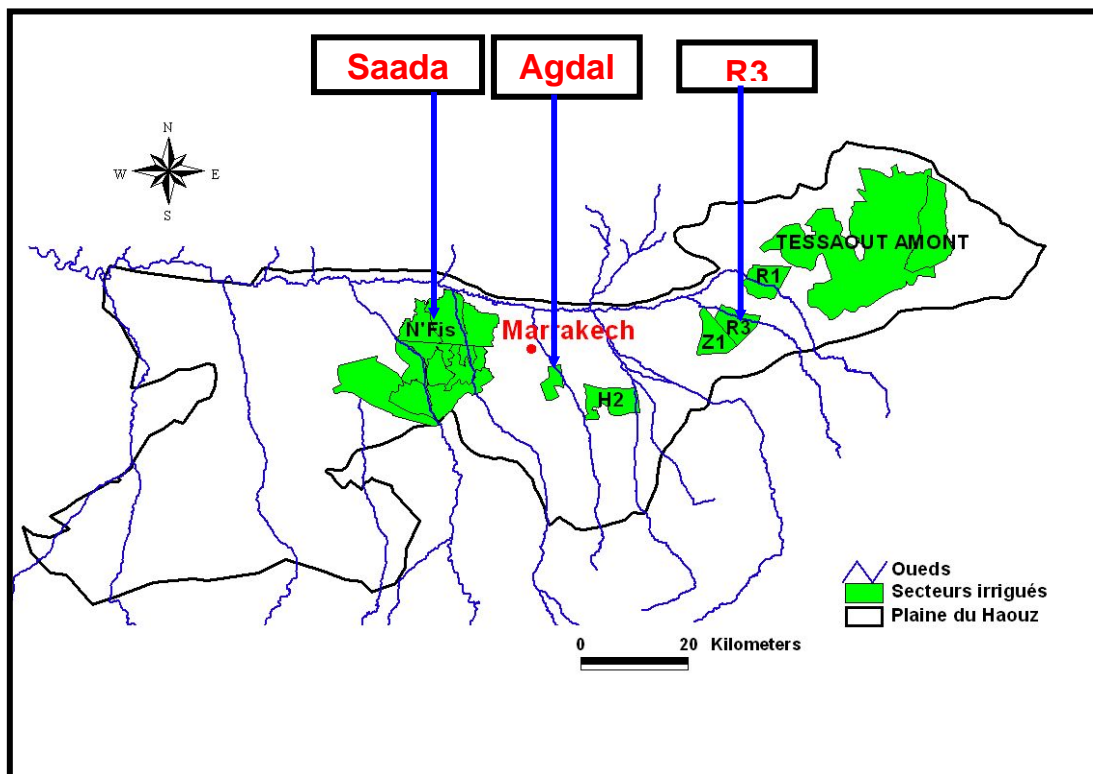 Saada Agdal R3
N
W E
S
TESSAOUT AMONT
R1
N'Fis Marrakech R3
Z1
H2
Oueds
Secteurs irrigués
Plaine du Haouz
0 20 Kilometers